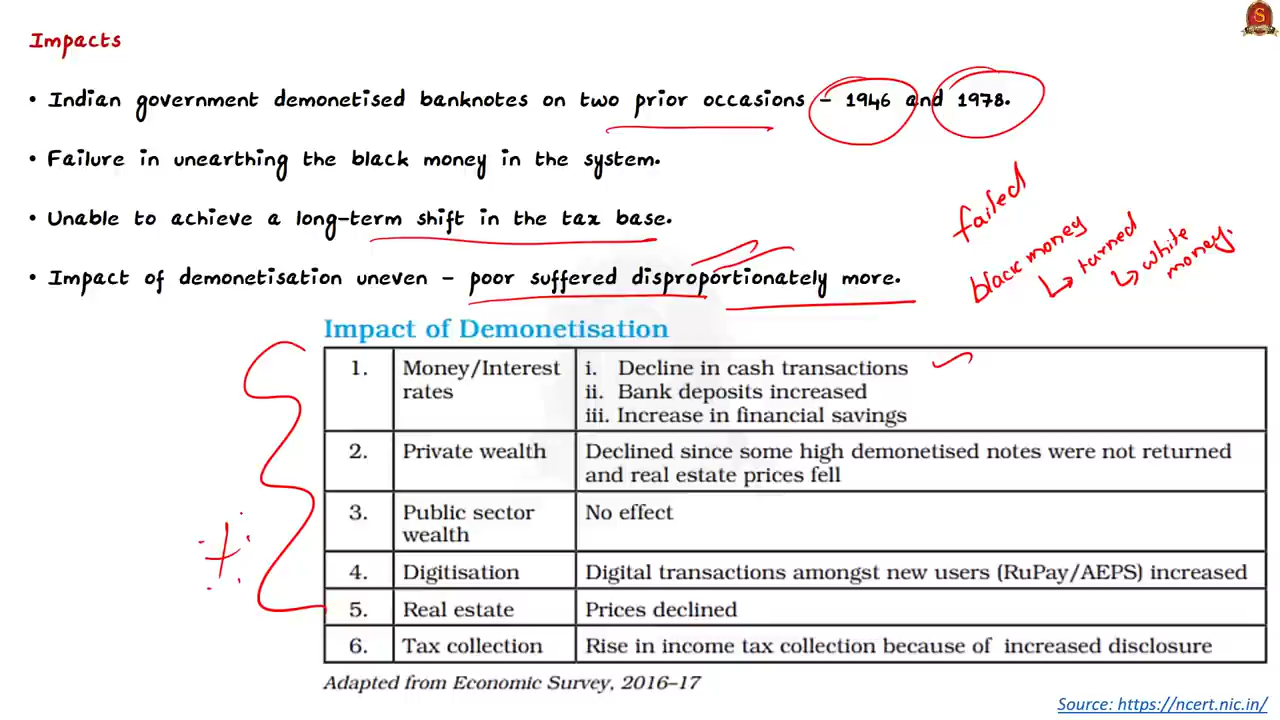 Impacts
• Indian government demonetised banknotes on two prior occasions – 1946 and 1978.
• Failure in unearthing the black money in the system.
• Unable to achieve a long-term shift in the tax base.
• Impact of demonetisation uneven – poor suffered disproportionately more.
failed
black money
↳ turned
↳ white
money.
Impact of Demonetisation
1. Money/Interest rates i. Decline in cash transactions
ii. Bank deposits increased
iii. Increase in financial savings
2. Private wealth Declined since some high demonetised notes were not returned
and real estate prices fell
3. Public sector wealth No effect
4. Digitisation Digital transactions amongst new users (RuPay/AEPS) increased
5. Real estate Prices declined
6. Tax collection Rise in income tax collection because of increased disclosure
Adapted from Economic Survey, 2016–17
Source: https://ncert.nic.in/